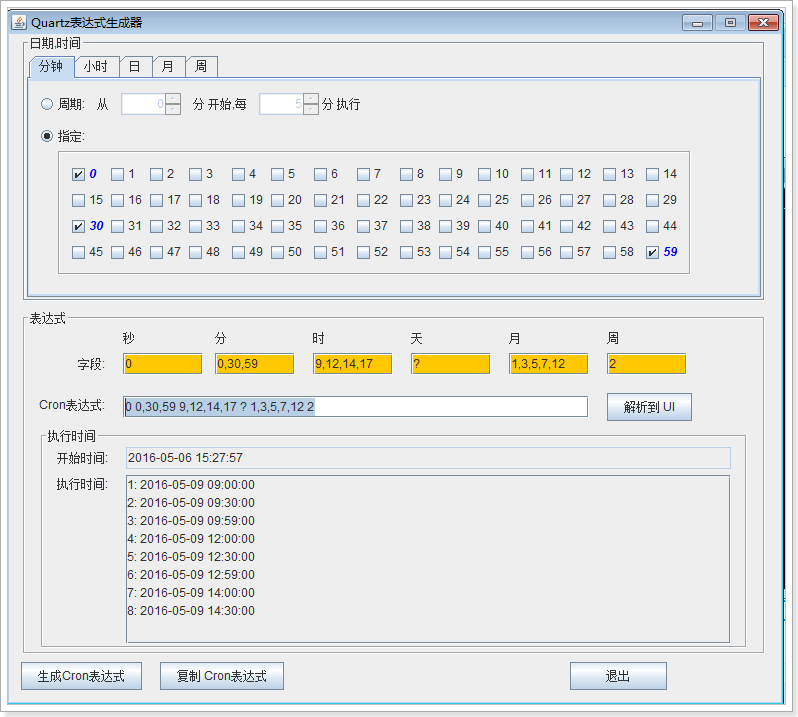 Quartz表达式生成器
日期,时间
分钟 小时 日 月 周
周期: 从 0 分 开始,每 5 分 执行
指定:
0 1 2 3 4 5 6 7 8 9 10 11 12 13 14
15 16 17 18 19 20 21 22 23 24 25 26 27 28 29
30 31 32 33 34 35 36 37 38 39 40 41 42 43 44
45 46 47 48 49 50 51 52 53 54 55 56 57 58 59
表达式
秒 分 时 天 月 周
字段: 0 0,30,59 9,12,14,17 ? 1,3,5,7,12 2
Cron表达式: 0 0,30,59 9,12,14,17 ? 1,3,5,7,12 2 解析到 UI
执行时间
开始时间: 2016-05-06 15:27:57
执行时间: 1: 2016-05-09 09:00:00
2: 2016-05-09 09:30:00
3: 2016-05-09 09:59:00
4: 2016-05-09 12:00:00
5: 2016-05-09 12:30:00
6: 2016-05-09 12:59:00
7: 2016-05-09 14:00:00
8: 2016-05-09 14:30:00
生成Cron表达式 复制 Cron表达式 退出